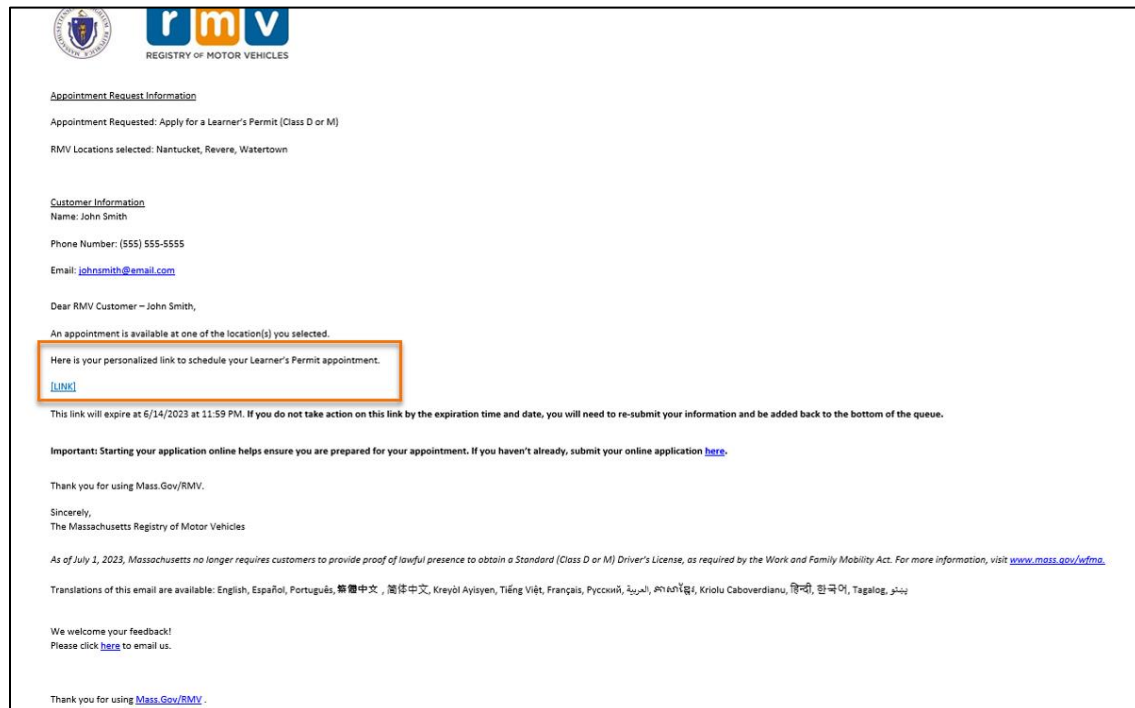 rmv
REGISTRY OF MOTOR VEHICLES
Appointment Request Information
Appointment Requested: Apply for a Learner's Permit (Class D or M)
RMV Locations selected: Nantucket, Revere, Watertown
Customer Information
Name: John Smith
Phone Number: (555) 555-5555
Email: johnsmith@email.com
Dear RMV Customer – John Smith,
An appointment is available at one of the location(s) you selected.
Here is your personalized link to schedule your Learner's Permit appointment.
[LINK]
This link will expire at 6/14/2023 at 11:59 PM. If you do not take action on this link by the expiration time and date, you will need to re-submit your information and be added back to the bottom of the queue.
Important: Starting your application online helps ensure you are prepared for your appointment. If you haven't already, submit your online application here.
Thank you for using Mass.Gov/RMV.
Sincerely,
The Massachusetts Registry of Motor Vehicles
As of July 1, 2023, Massachusetts no longer requires customers to provide proof of lawful presence to obtain a Standard (Class D or M) Driver's License, as required by the Work and Family Mobility Act. For more information, visit www.mass.gov/wfma.
Translations of this email are available: English, Español, Português, 繁體中文 , 简体中文, Kreyòl Ayisyen, Tiếng Việt, Français, Русский, العربية, ភាសាខ្មែរ, Kriolu Caboverdianu, हिन्दी, 한국어, Tagalog, پښتو
We welcome your feedback!
Please click here to email us.
Thank you for using Mass.Gov/RMV .